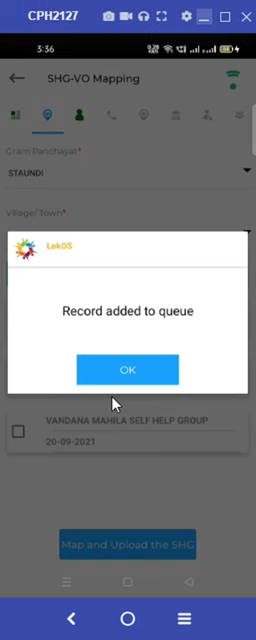 CPH2127
3:36
SHG-VO Mapping
Gram Panchayat*
STAUNDI
Village/ Town*
LokOS
Record added to queue
OK
VANDANA MAHILA SELF HELP GROUP
20-09-2021
Map and Upload the SHG